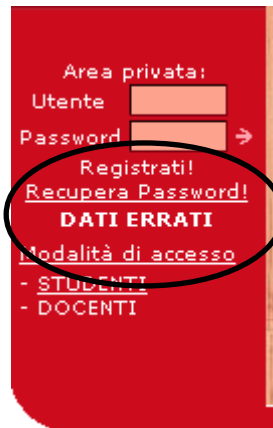 Area privata:
Utente
Password
Registrati!
Recupera Password!
DATI ERRATI
Modalità di accesso
- STUDENTI
- DOCENTI